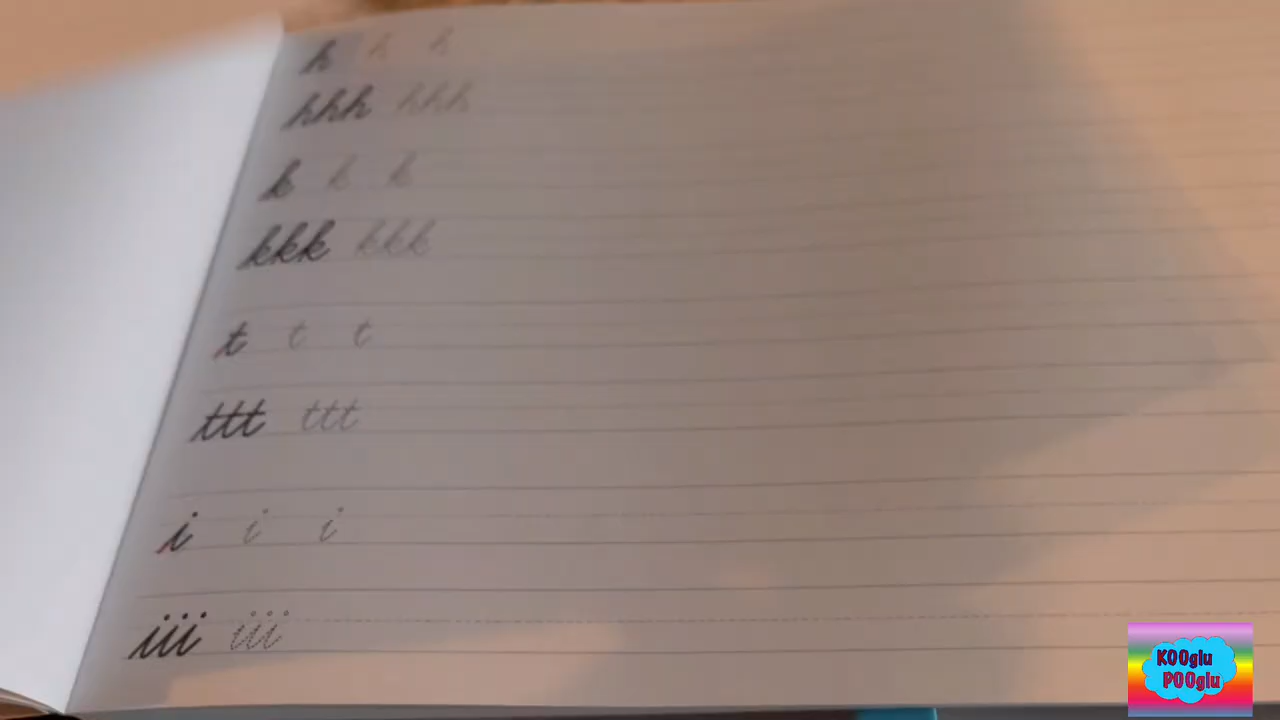 h h h
hhh hhh
k k k
kkk kkk
t t t
ttt ttt
i i i
iii iii
KOOglu
POOglu